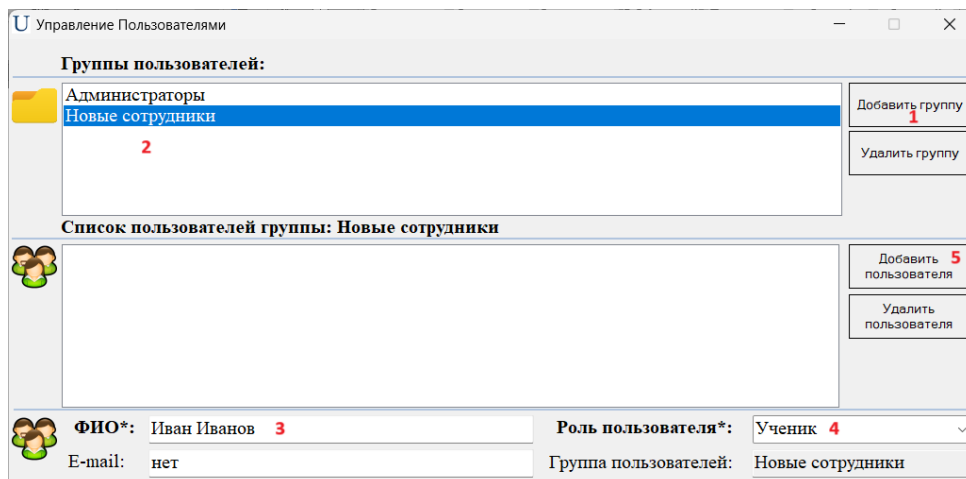 U Управление Пользователями
Группы пользователей:
Администраторы
Новые сотрудники
2
Добавить группу
1
Удалить группу
Список пользователей группы: Новые сотрудники
Добавить 5
пользователя
Удалить
пользователя
ФИО*: Иван Иванов 3 Роль пользователя*: Ученик 4
E-mail: нет Группа пользователей: Новые сотрудники